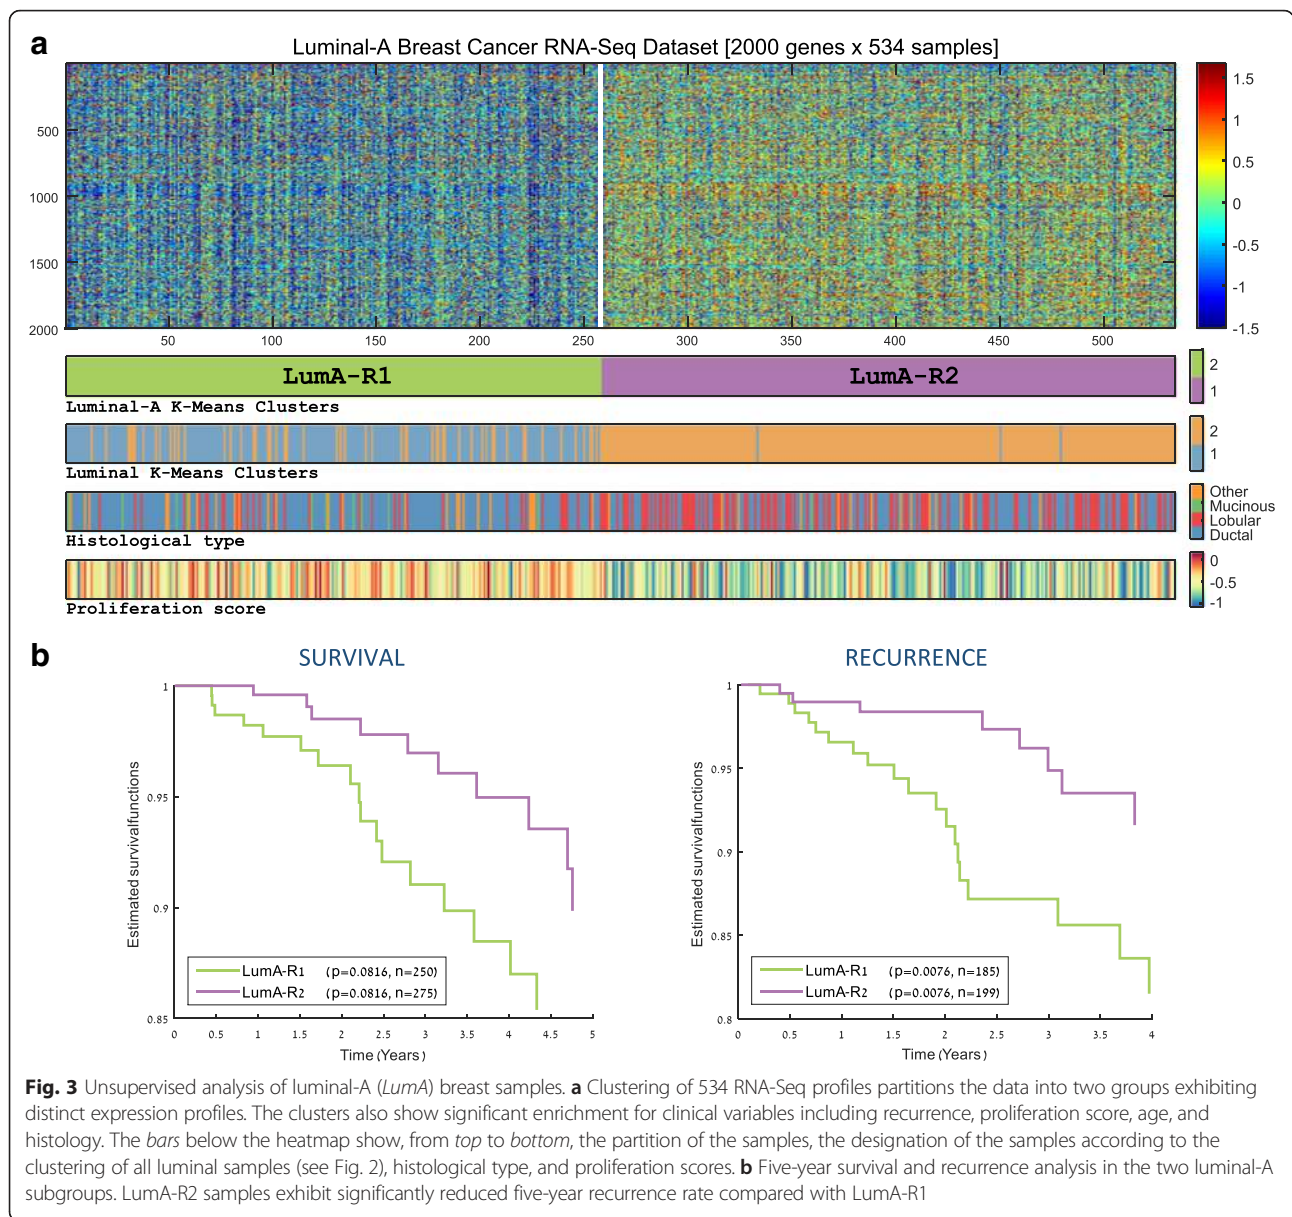 a
Luminal-A Breast Cancer RNA-Seq Dataset [2000 genes x 534 samples]
500
1000
1500
2000
50
100
150
200
250
300
350
400
450
500
1.5
1
0.5
0
-0.5
-1
-1.5
LumA-R1
LumA-R2
2
1
Luminal-A K-Means Clusters
2
1
Luminal K-Means Clusters
Other
Mucinous
Lobular
Ductal
Histological type
0
-0.5
-1
Proliferation score
b
SURVIVAL
1
0.95
0.9
0.85
Estimated survivalfunctions
LumA-R1 (p=0.0816, n=250)
LumA-R2 (p=0.0816, n=275)
0
0.5
1
1.5
2
2.5
3
3.5
4
4.5
5
Time (Years)
RECURRENCE
1
0.95
0.9
0.85
0.8
Estimated survivalfunctions
LumA-R1 (p=0.0076, n=185)
LumA-R2 (p=0.0076, n=199)
0
0.5
1
1.5
2
2.5
3
3.5
4
Time (Years)
Fig. 3 Unsupervised analysis of luminal-A (LumA) breast samples. a Clustering of 534 RNA-Seq profiles partitions the data into two groups exhibiting
distinct expression profiles. The clusters also show significant enrichment for clinical variables including recurrence, proliferation score, age, and
histology. The bars below the heatmap show, from top to bottom, the partition of the samples, the designation of the samples according to the
clustering of all luminal samples (see Fig. 2), histological type, and proliferation scores. b Five-year survival and recurrence analysis in the two luminal-A
subgroups. LumA-R2 samples exhibit significantly reduced five-year recurrence rate compared with LumA-R1